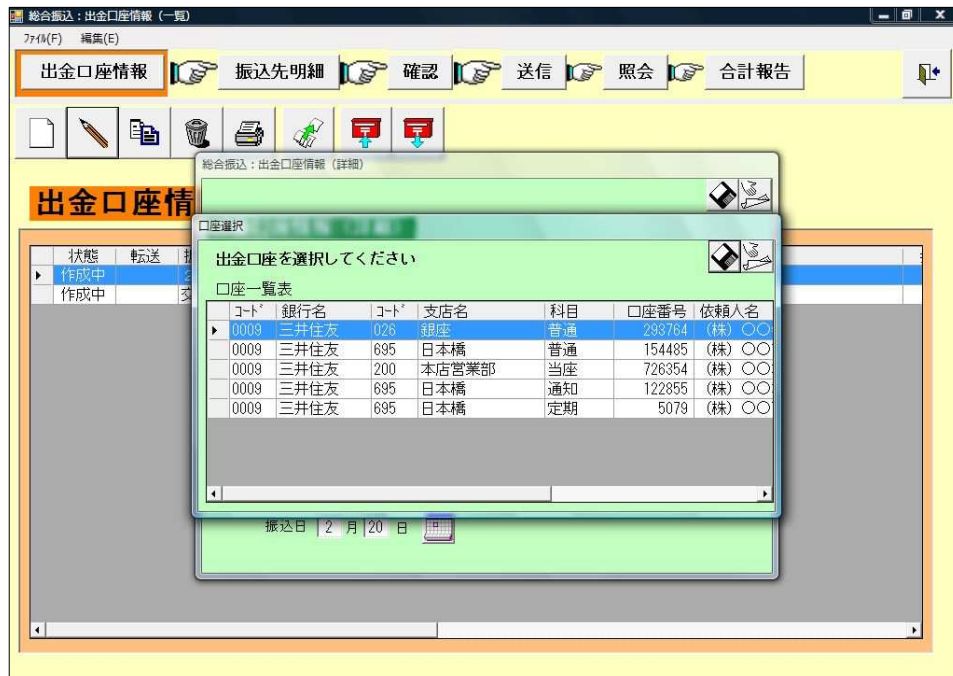 総合振込：出金口座情報（一覧）
ファイル(F) 編集(E)
出金口座情報 振込先明細 確認 送信 照会 合計報告
総合振込：出金口座情報（詳細）
出金口座情
口座選択
出金口座を選択してください
口座一覧表
状態 転送
作成中
作成中
コード 銀行名 コード 支店名 科目 口座番号 依頼人名
0009 三井住友 026 銀座 普通 293764 (株) 〇〇
0009 三井住友 695 日本橋 普通 154485 (株) 〇〇
0009 三井住友 200 本店営業部 当座 726354 (株) 〇〇
0009 三井住友 695 日本橋 通知 122855 (株) 〇〇
0009 三井住友 695 日本橋 定期 5079 (株) 〇〇
振込日 2 月 20 日